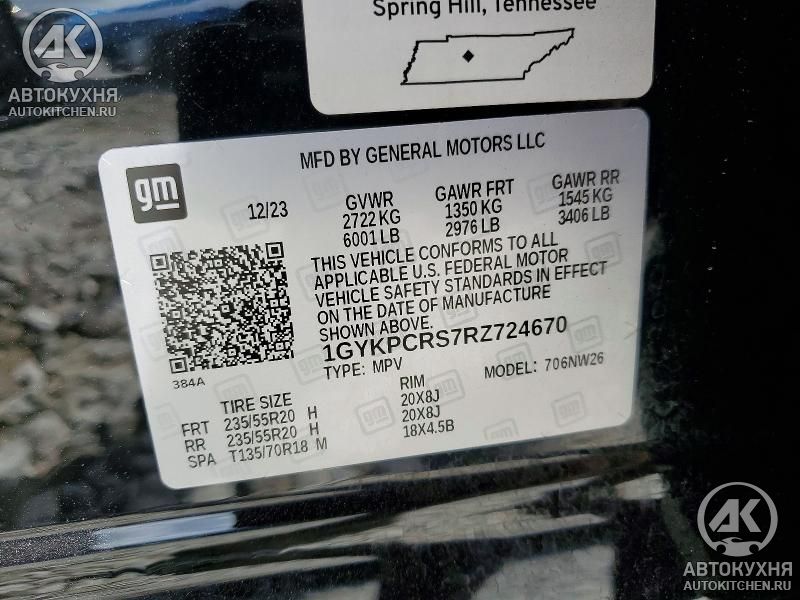 Spring Hill, Tennessee
AK
АВТОКУХНЯ
AUTOKITCHEN.RU
MFD BY GENERAL MOTORS LLC
gm
12/23
GVWR
2722 KG
6001 LB
GAWR FRT
1350 KG
2976 LB
GAWR RR
1545 KG
3406 LB
THIS VEHICLE CONFORMS TO ALL
APPLICABLE U.S. FEDERAL MOTOR
VEHICLE SAFETY STANDARDS IN EFFECT
ON THE DATE OF MANUFACTURE
SHOWN ABOVE.
1GYKPCRS7RZ724670
TYPE: MPV
MODEL: 706NW26
384A
TIRE SIZE RIM
FRT 235/55R20 H 20X8J
RR 235/55R20 H 20X8J
SPA T135/70R18 M 18X4.5B
AK
АВТОКУХНЯ
AUTOKITCHEN.RU